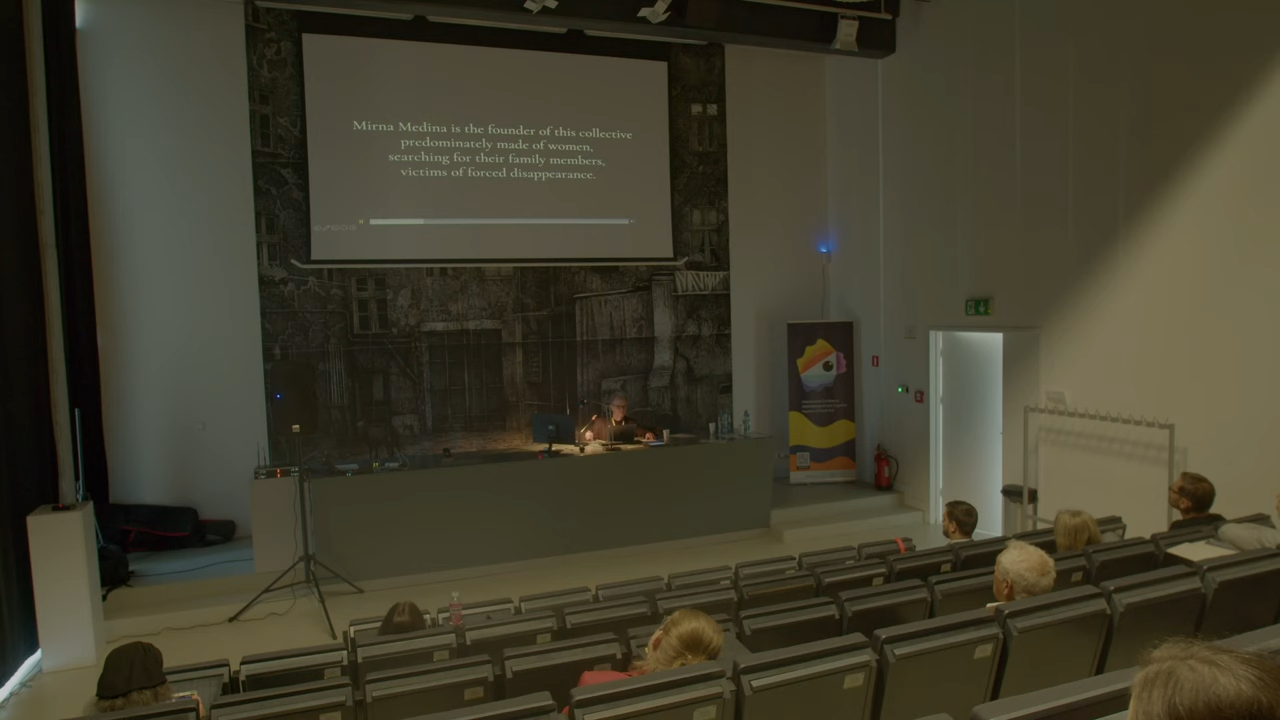 Mirna Medina is the founder of this collective
predominately made of women,
searching for their family members,
victims of forced disappearance.